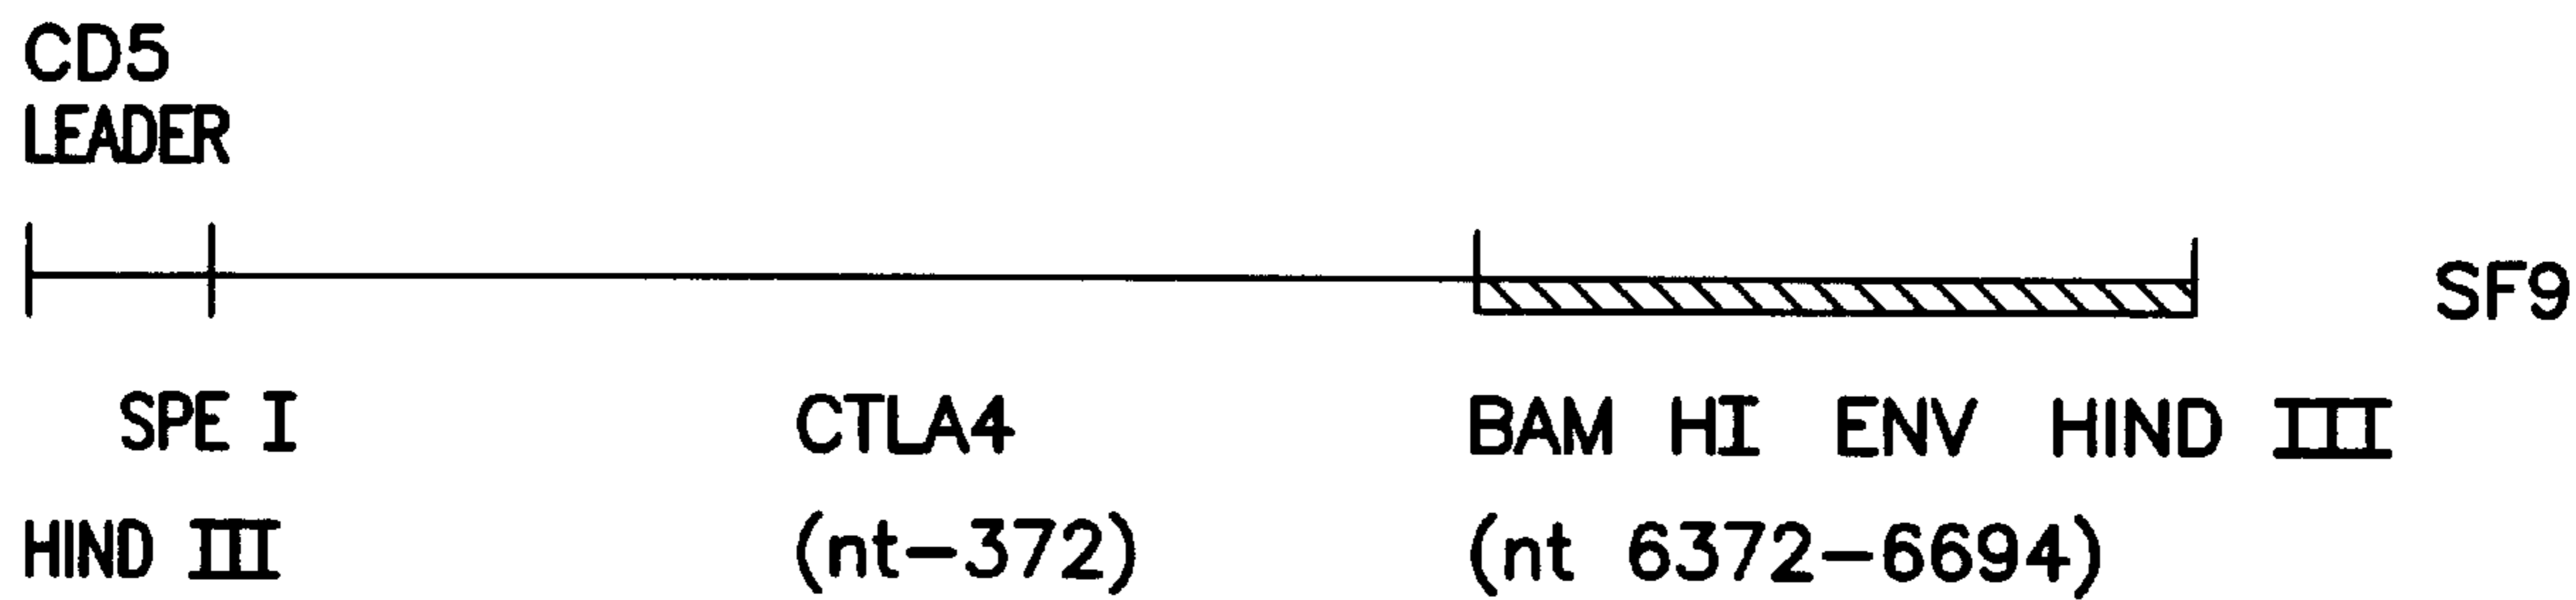 CD5
LEADER
SF9
SPE I CTLA4 BAM HI ENV HIND III
HIND III (nt-372) (nt 6372-6694)